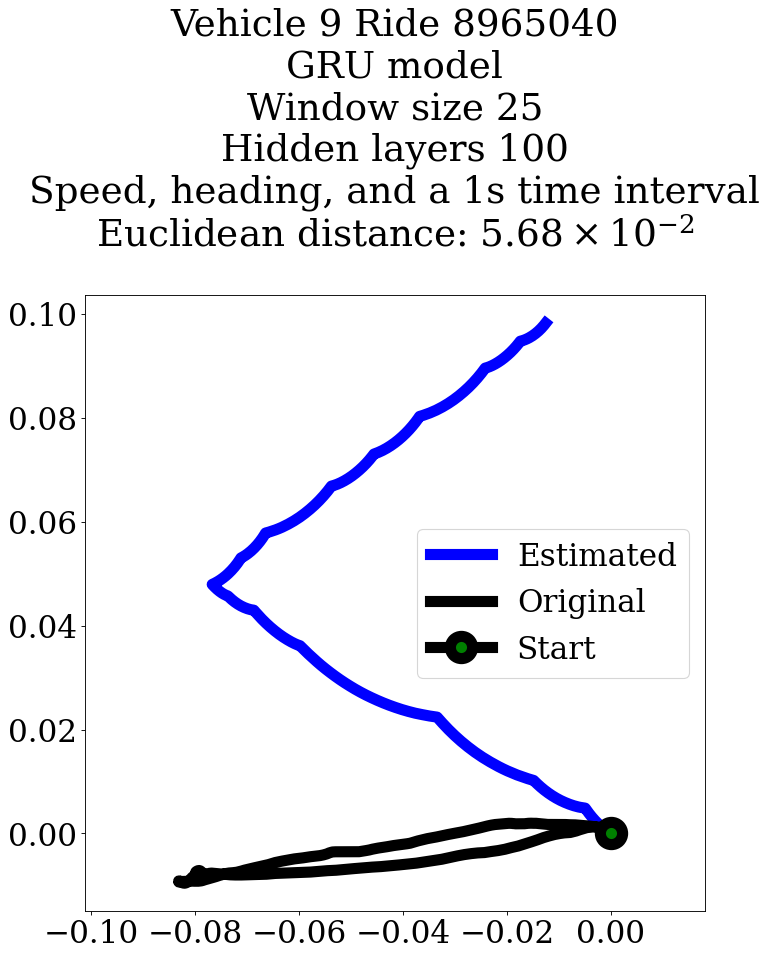 Vehicle 9 Ride 8965040
GRU model
Window size 25
Hidden layers 100
Speed, heading, and a 1s time interval
Euclidean distance: 5.68 × 10⁻²
0.10
0.08
0.06
0.04
0.02
0.00
Estimated
Original
Start
−0.10 −0.08 −0.06 −0.04 −0.02 0.00